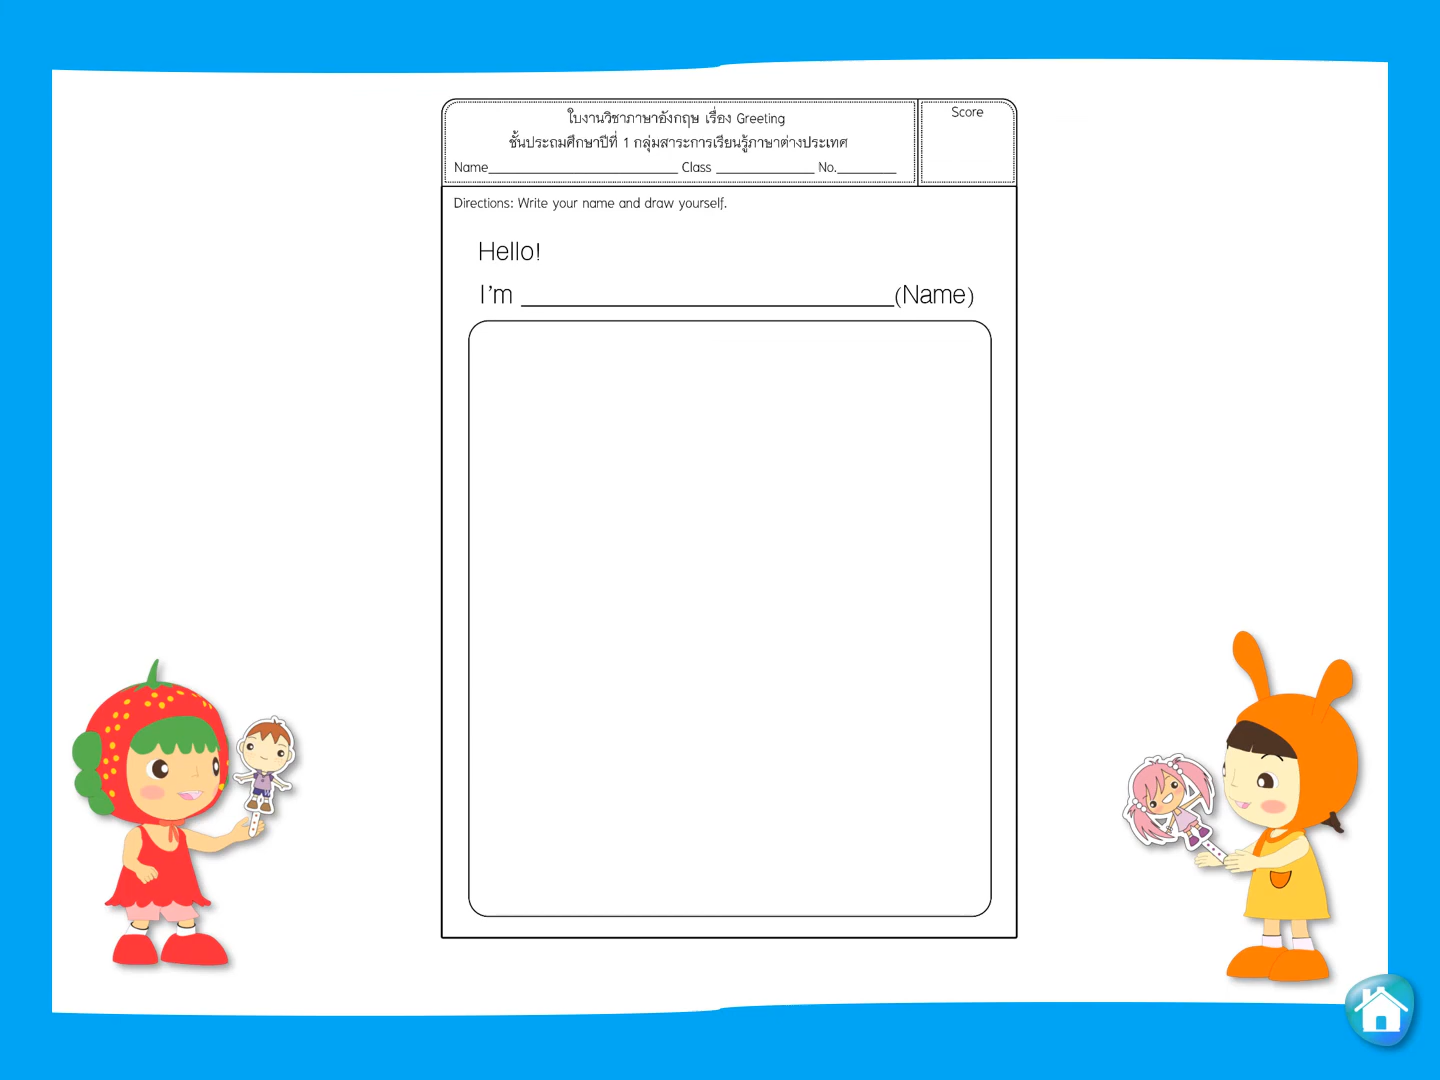 ใบงานวิชาภาษาอังกฤษ เรื่อง Greeting
ชั้นประถมศึกษาปีที่ 1 กลุ่มสาระการเรียนรู้ภาษาต่างประเทศ
Name__________________________ Class ______________ No.________
Score
Directions: Write your name and draw yourself.
Hello!
I'm __________________________(Name)